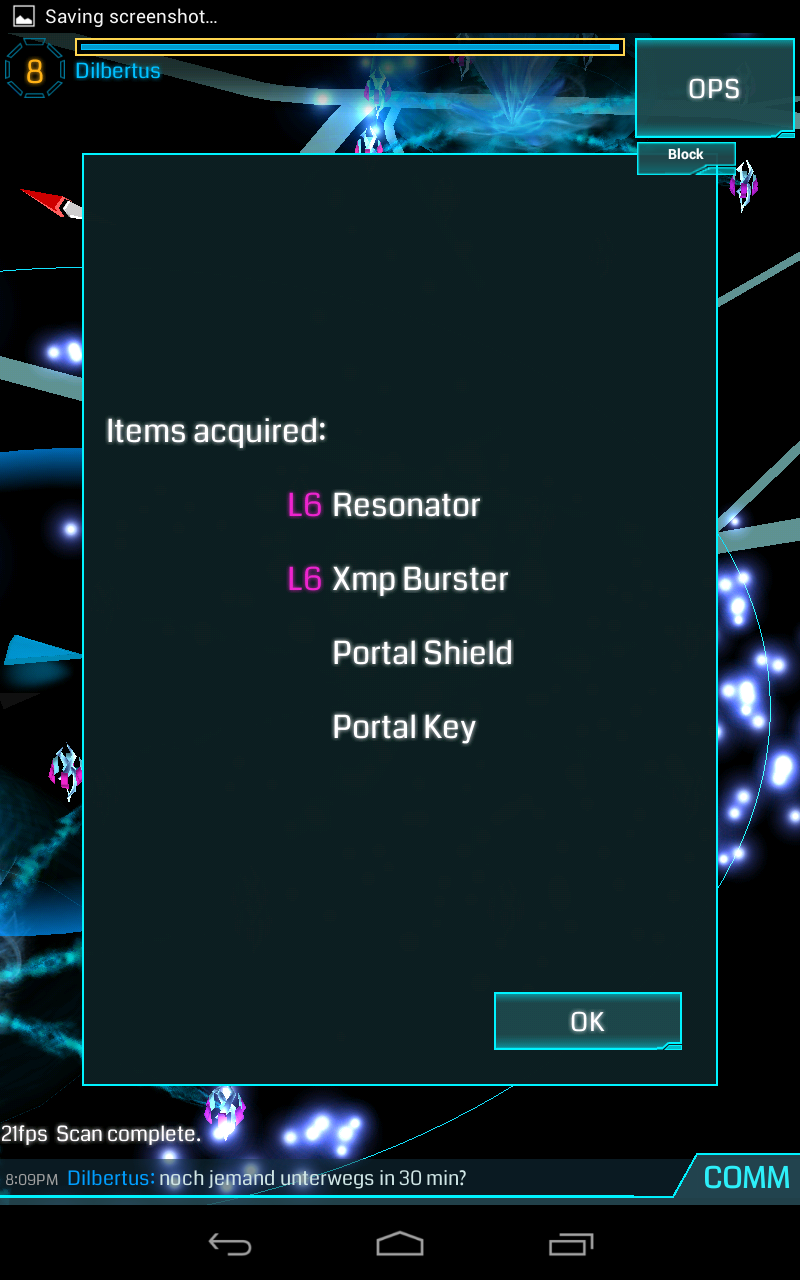 Saving screenshot...
8
Dilbertus
OPS
Block
Items acquired:
L6 Resonator
L6 Xmp Burster
Portal Shield
Portal Key
OK
21fps Scan complete.
8:09PM Dilbertus: noch jemand unterwegs in 30 min?
COMM